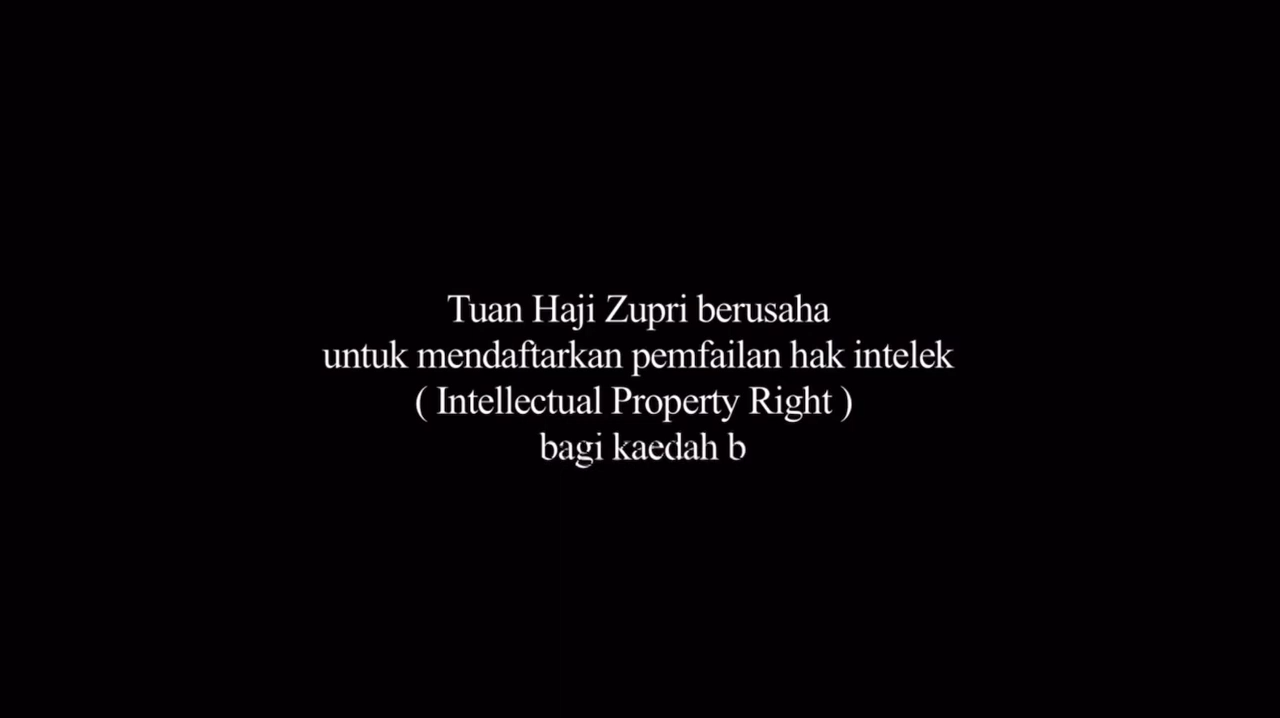 Tuan Haji Zupri berusaha
untuk mendaftarkan pemfailan hak intelek
( Intellectual Property Right )
bagi kaedah b